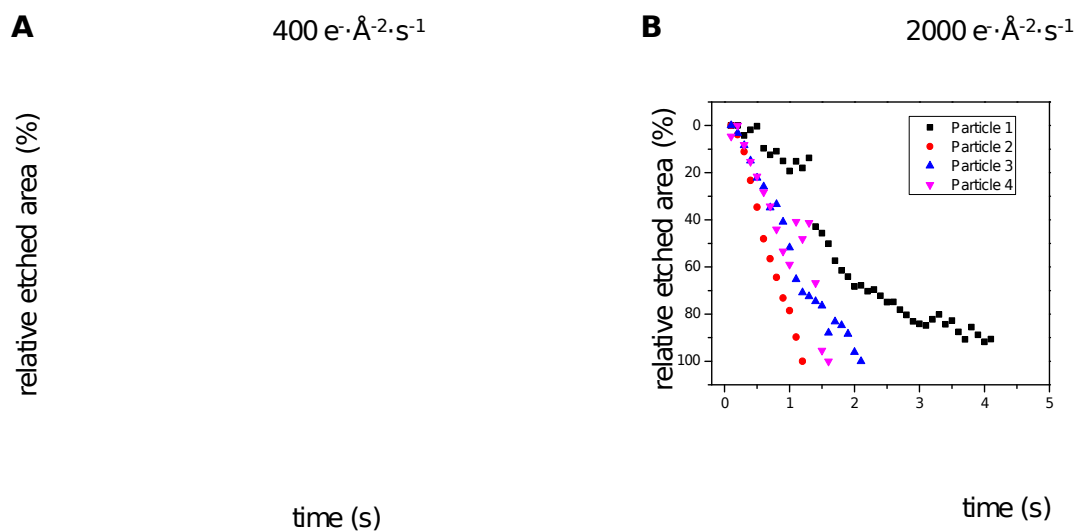 A
400 e⁻·Å⁻²·s⁻¹
relative etched area (%)
time (s)
B
2000 e⁻·Å⁻²·s⁻¹
relative etched area (%)
0
20
40
60
80
100
Particle 1
Particle 2
Particle 3
Particle 4
0 1 2 3 4 5
time (s)